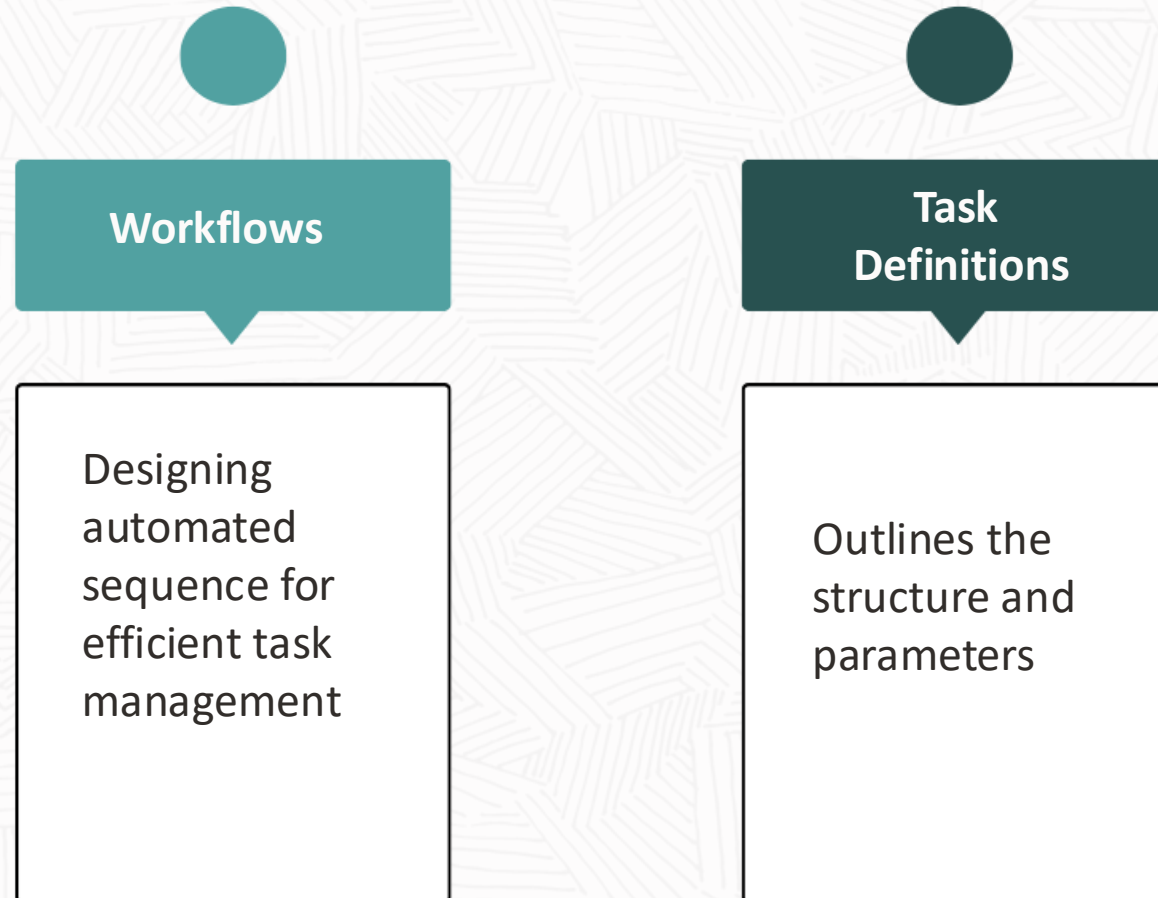 Workflows
Designing
automated
sequence for
efficient task
management
Task
Definitions
Outlines the
structure and
parameters